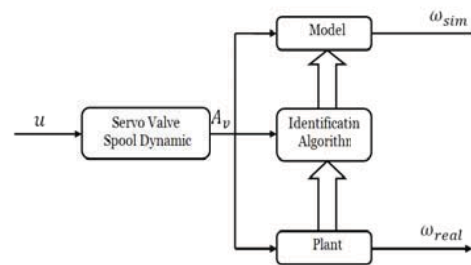 Model
ω_sim
u
Servo Valve
Spool Dynamic
A_v
Identificatin
Algorithm
Plant
ω_real